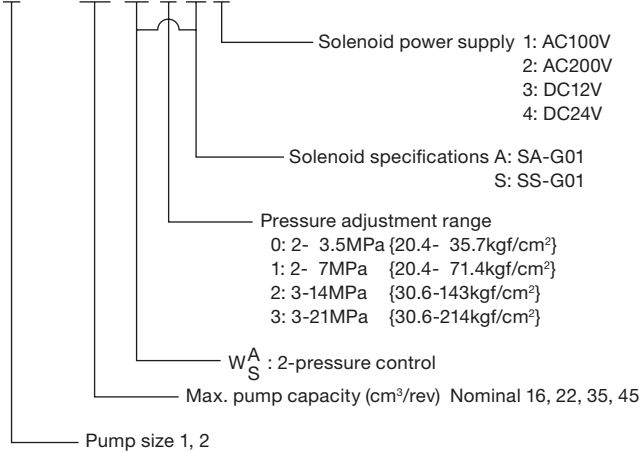 Solenoid power supply 1: AC100V
2: AC200V
3: DC12V
4: DC24V
Solenoid specifications A: SA-G01
S: SS-G01
Pressure adjustment range
0: 2- 3.5MPa {20.4- 35.7kgf/cm²}
1: 2- 7MPa {20.4- 71.4kgf/cm²}
2: 3-14MPa {30.6-143kgf/cm²}
3: 3-21MPa {30.6-214kgf/cm²}
W A S : 2-pressure control
Max. pump capacity (cm³/rev) Nominal 16, 22, 35, 45
Pump size 1, 2